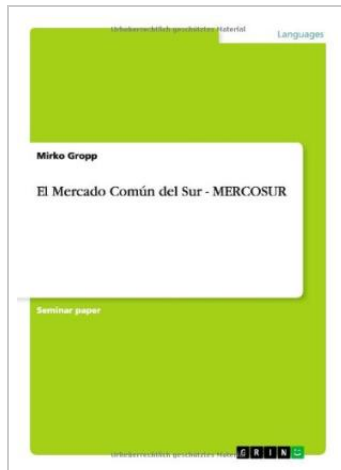 Urheberrechtlich geschütztes Material
Languages
Mirko Gropp
El Mercado Común del Sur - MERCOSUR
Seminar paper
Urheberrechtlich geschütztes Material
GRIN